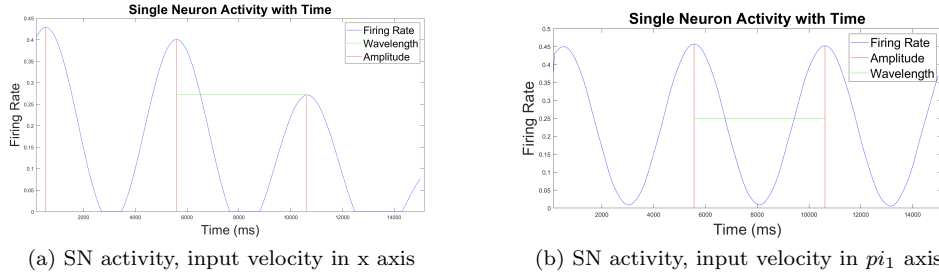 Single Neuron Activity with Time
0.45
0.4
0.35
0.3
0.25
0.2
0.15
0.1
0.05
0
Firing Rate
Firing Rate
Wavelength
Amplitude
2000 4000 6000 8000 10000 12000 14000
Time (ms)
(a) SN activity, input velocity in x axis
Single Neuron Activity with Time
0.5
0.45
0.4
0.35
0.3
0.25
0.2
0.15
0.1
0.05
0
Firing Rate
Firing Rate
Amplitude
Wavelength
2000 4000 6000 8000 10000 12000 14000
Time (ms)
(b) SN activity, input velocity in pi₁ axis